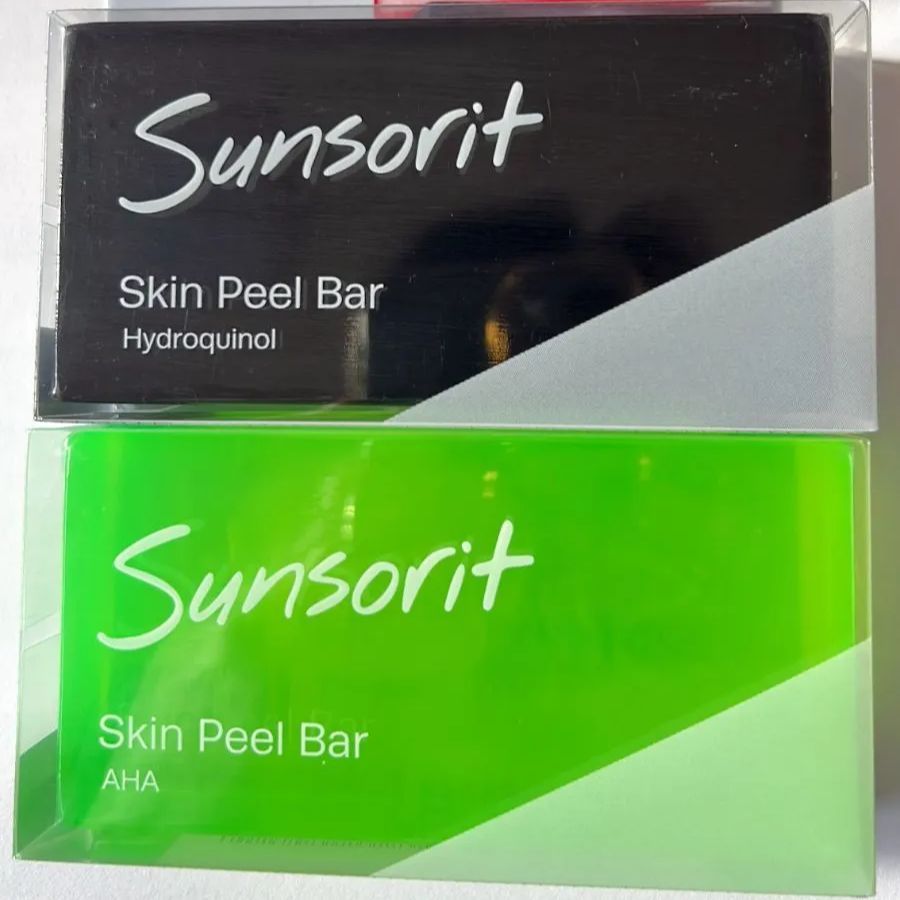 Sunsorit
Skin Peel Bar
Hydroquinol
Sunsorit
Skin Peel Bar
AHA